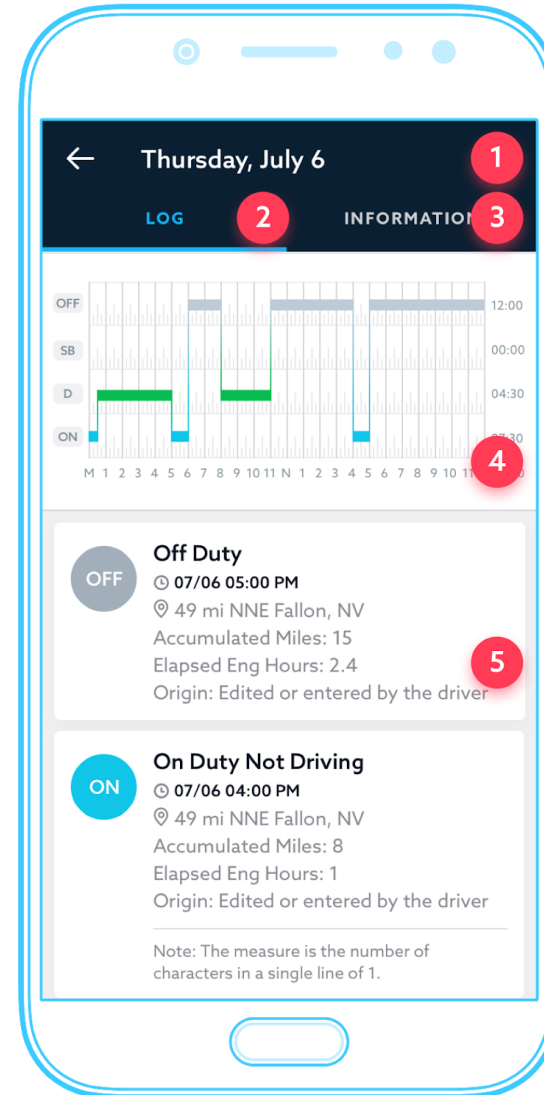 Thursday, July 6
1
LOG
2
INFORMATION
3
OFF
12:00
SB
00:00
D
04:30
ON
M 1 2 3 4 5 6 7 8 9 10 11 N 1 2 3 4 5 6 7 8 9 10 11
4
Off Duty
07/06 05:00 PM
OFF
49 mi NNE Fallon, NV
Accumulated Miles: 15
Elapsed Eng Hours: 2.4
5
Origin: Edited or entered by the driver
On Duty Not Driving
ON
07/06 04:00 PM
49 mi NNE Fallon, NV
Accumulated Miles: 8
Elapsed Eng Hours: 1
Origin: Edited or entered by the driver
Note: The measure is the number of
characters in a single line of 1.